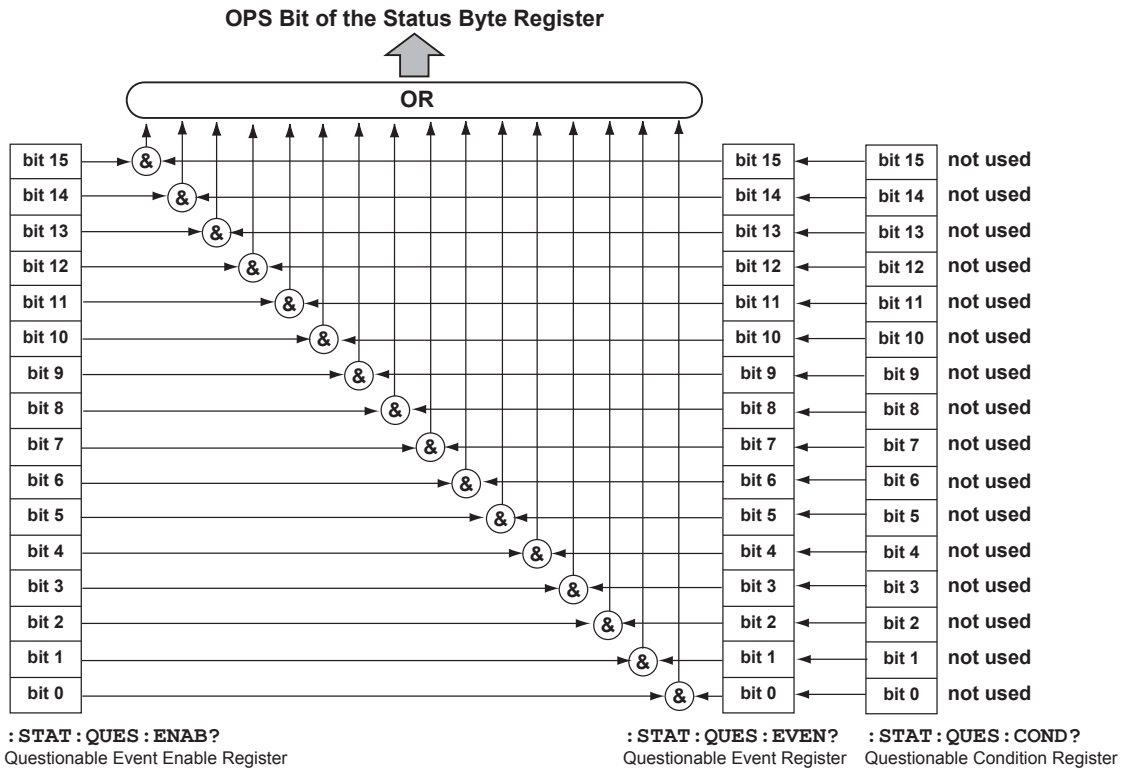 OPS Bit of the Status Byte Register
OR
bit 15 & bit 15 bit 15 not used
bit 14 & bit 14 bit 14 not used
bit 13 & bit 13 bit 13 not used
bit 12 & bit 12 bit 12 not used
bit 11 & bit 11 bit 11 not used
bit 10 & bit 10 bit 10 not used
bit 9 & bit 9 bit 9 not used
bit 8 & bit 8 bit 8 not used
bit 7 & bit 7 bit 7 not used
bit 6 & bit 6 bit 6 not used
bit 5 & bit 5 bit 5 not used
bit 4 & bit 4 bit 4 not used
bit 3 & bit 3 bit 3 not used
bit 2 & bit 2 bit 2 not used
bit 1 & bit 1 bit 1 not used
bit 0 & bit 0 bit 0 not used
:STAT:QUES:ENAB? :STAT:QUES:EVEN? :STAT:QUES:COND?
Questionable Event Enable Register Questionable Event Register Questionable Condition Register